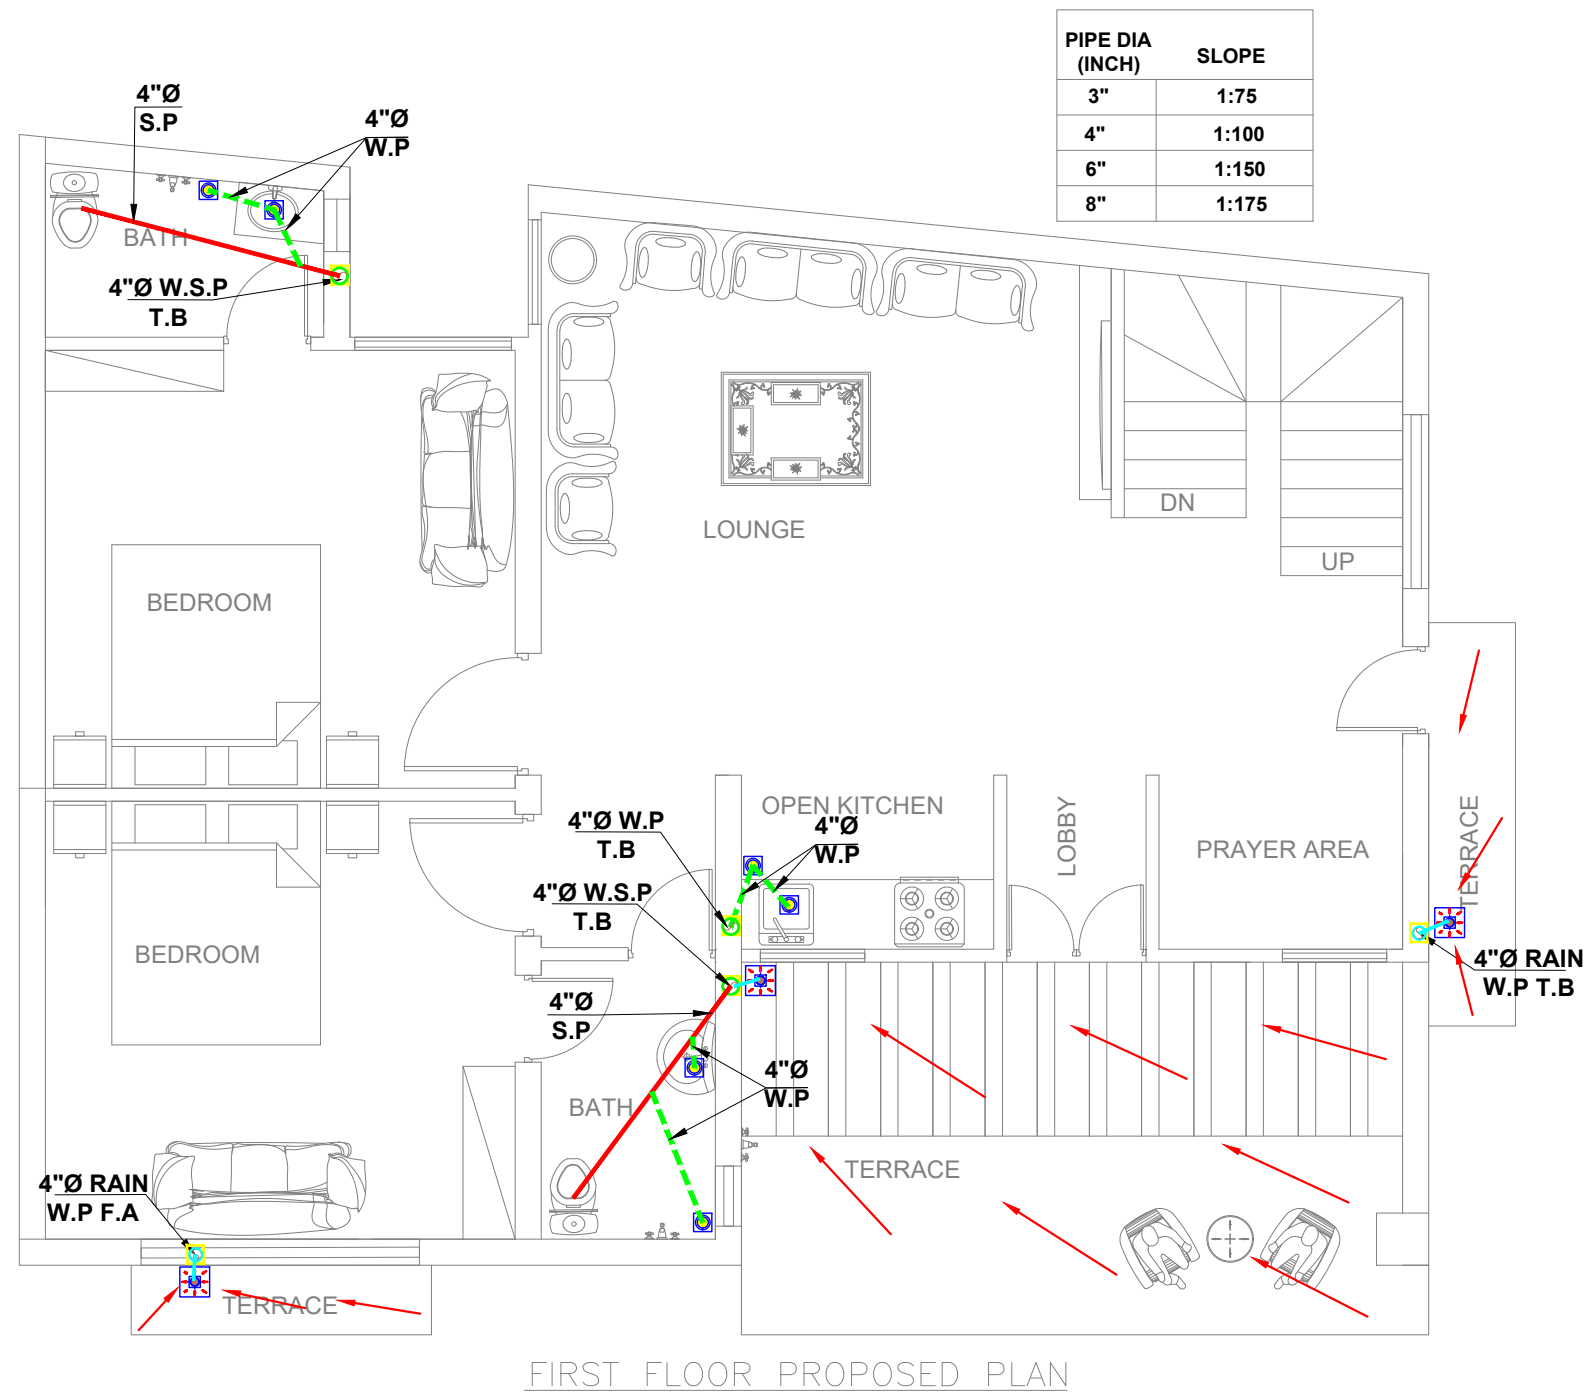 PIPE DIA
(INCH)
SLOPE
3" 1:75
4" 1:100
6" 1:150
8" 1:175
4"Ø
S.P
4"Ø
W.P
BATH
4"Ø W.S.P
T.B
LOUNGE
DN
UP
BEDROOM
4"Ø W.P
T.B
OPEN KITCHEN
4"Ø
W.P
LOBBY
PRAYER AREA
TERRACE
4"Ø W.S.P
T.B
BEDROOM
4"Ø RAIN
W.P T.B
4"Ø
S.P
4"Ø
W.P
BATH
TERRACE
4"Ø RAIN
W.P F.A
TERRACE
FIRST FLOOR PROPOSED PLAN